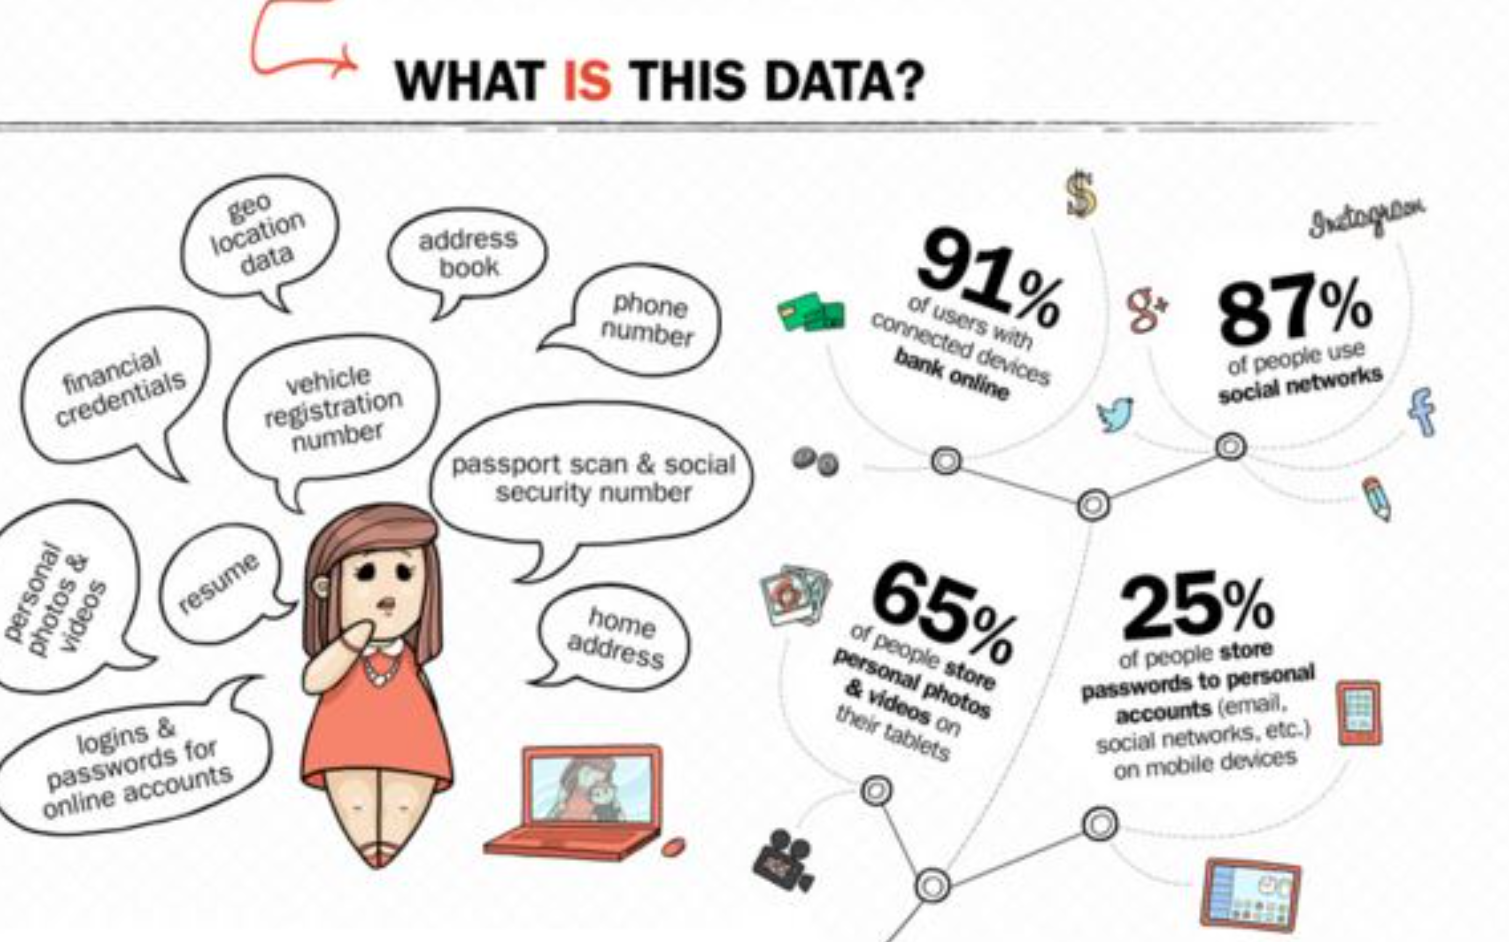 WHAT IS THIS DATA?
geo
location
data
address
book
phone
number
financial
credentials
vehicle
registration
number
passport scan & social
security number
personal
photos &
videos
resume
home
address
logins &
passwords for
online accounts
91%
of users with
connected devices
bank online
$
Instagram
g+
87%
of people use
social networks
f
65%
of people store
personal photos
& videos on
their tablets
25%
of people store
passwords to personal
accounts (email,
social networks, etc.)
on mobile devices